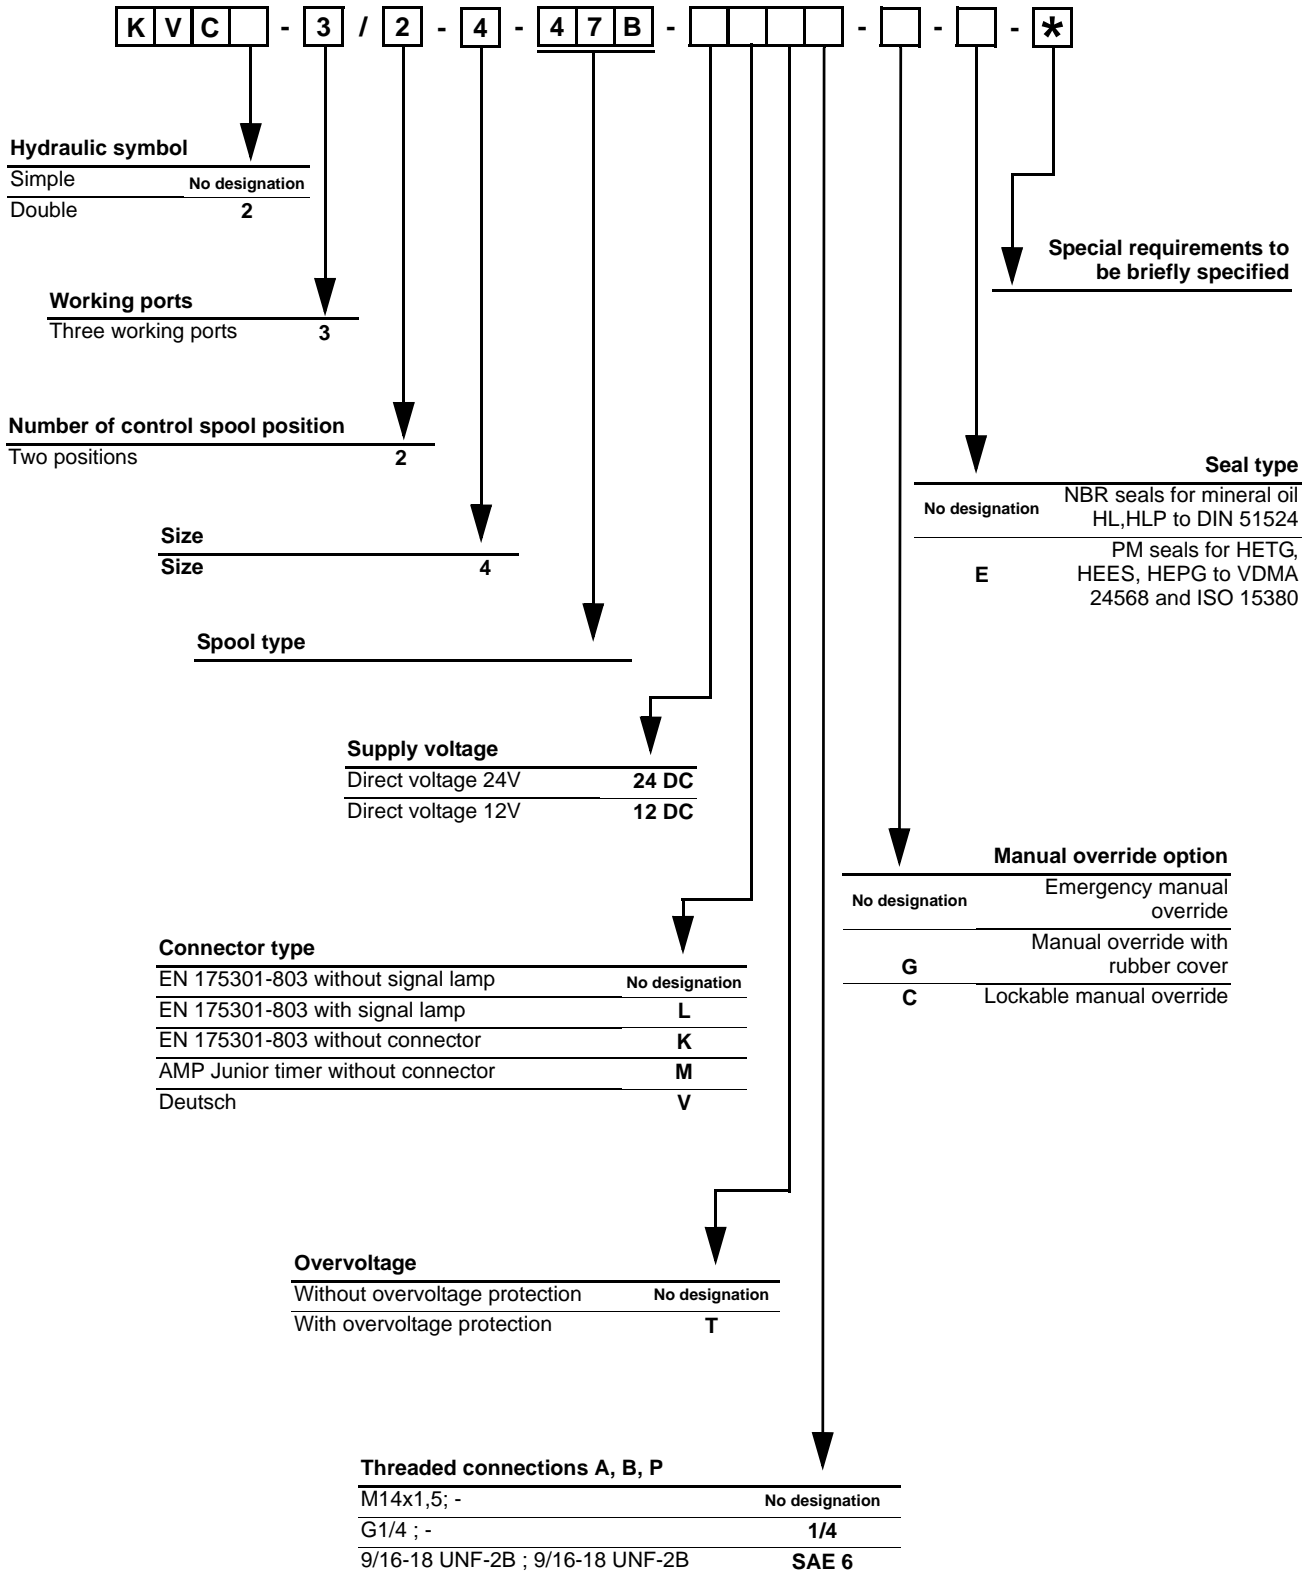 K V C - 3 / 2 - 4 - 4 7 B - - - - *
Hydraulic symbol
Simple No designation
Double 2
Special requirements to
be briefly specified
Working ports
Three working ports 3
Number of control spool position
Two positions 2
Seal type
No designation NBR seals for mineral oil
HL,HLP to DIN 51524
E PM seals for HETG,
HEES, HEPG to VDMA
24568 and ISO 15380
Size
Size 4
Spool type
Supply voltage
Direct voltage 24V 24 DC
Direct voltage 12V 12 DC
Manual override option
No designation Emergency manual
override
Manual override with
G rubber cover
C Lockable manual override
Connector type
EN 175301-803 without signal lamp No designation
EN 175301-803 with signal lamp L
EN 175301-803 without connector K
AMP Junior timer without connector M
Deutsch V
Overvoltage
Without overvoltage protection No designation
With overvoltage protection T
Threaded connections A, B, P
M14x1,5; - No designation
G1/4 ; - 1/4
9/16-18 UNF-2B ; 9/16-18 UNF-2B SAE 6